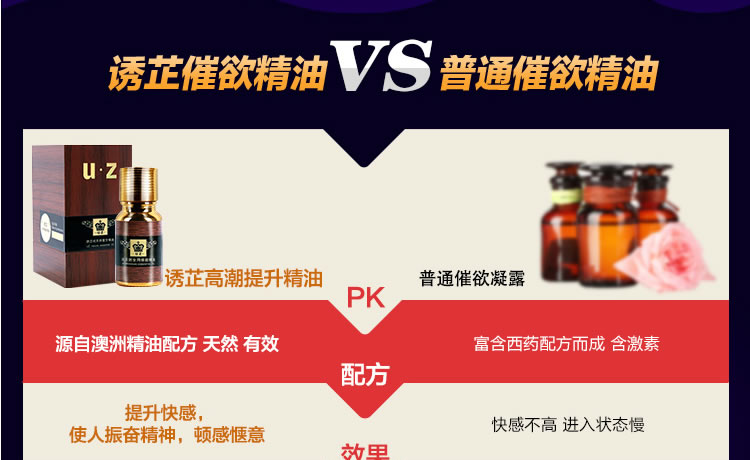 诱芷催欲精油 VS 普通催欲精油
u·z
诱芷高潮提升精油
普通催欲凝露
PK
源自澳洲精油配方 天然 有效
富含西药配方而成 含激素
配方
提升快感，
使人振奋精神，顿感惬意
快感不高 进入状态慢
效果